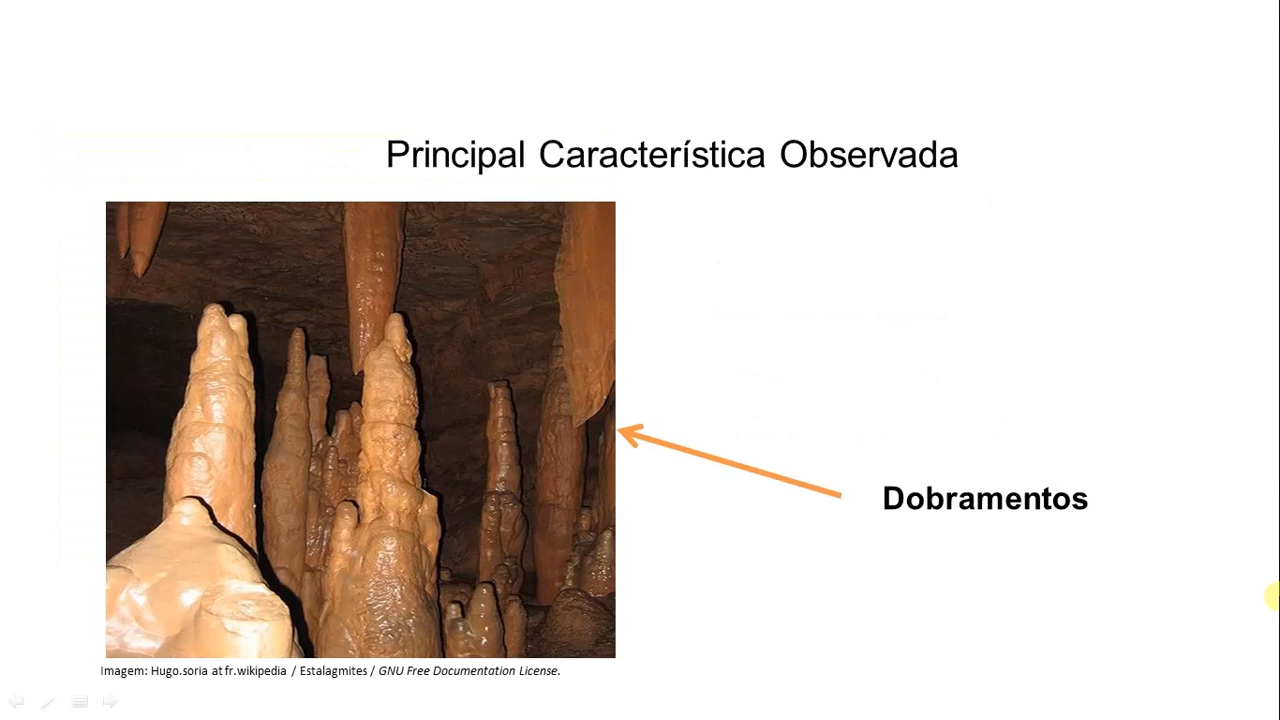 Principal Característica Observada
Dobramentos
Imagem: Hugo.soria at fr.wikipedia / Estalagmites / GNU Free Documentation License.